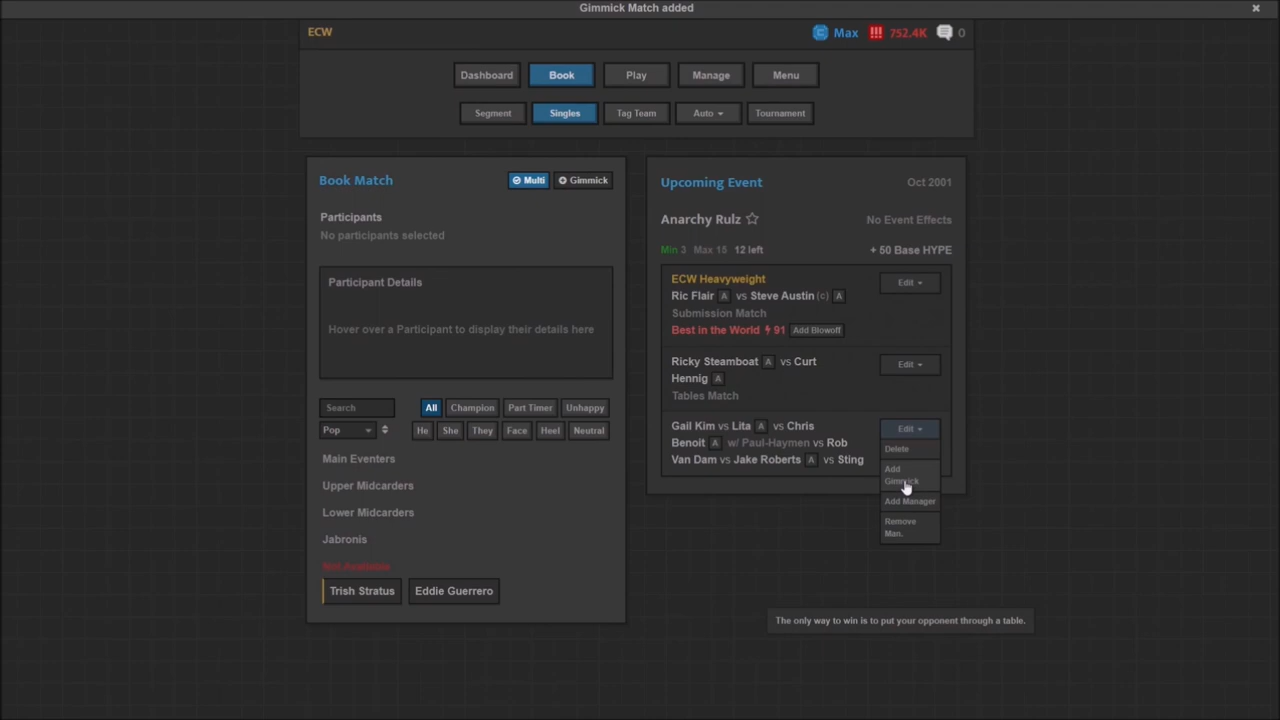 Gimmick Match added
ECW
Max 752.4K 0
Dashboard Book Play Manage Menu
Segment Singles Tag Team Auto Tournament
Book Match Multi Gimmick
Participants
No participants selected
Participant Details
Hover over a Participant to display their details here
Search All Champion Part Timer Unhappy
Pop He She They Face Heel Neutral
Main Eventers
Upper Midcarders
Lower Midcarders
Jabronis
Not Available
Trish Stratus Eddie Guerrero
Upcoming Event Oct 2001
Anarchy Rulz No Event Effects
Min 3 Max 15 12 left + 50 Base HYPE
ECW Heavyweight Edit
Ric Flair A vs Steve Austin (c) A
Submission Match
Best in the World 91 Add Blowoff
Ricky Steamboat A vs Curt Edit
Hennig A
Tables Match
Gail Kim vs Lita A vs Chris Edit
Benoit A w/ Paul-Haymen vs Rob
Van Dam vs Jake Roberts A vs Sting
Delete
Add
Gimmick
Add Manager
Remove
Man.
The only way to win is to put your opponent through a table.